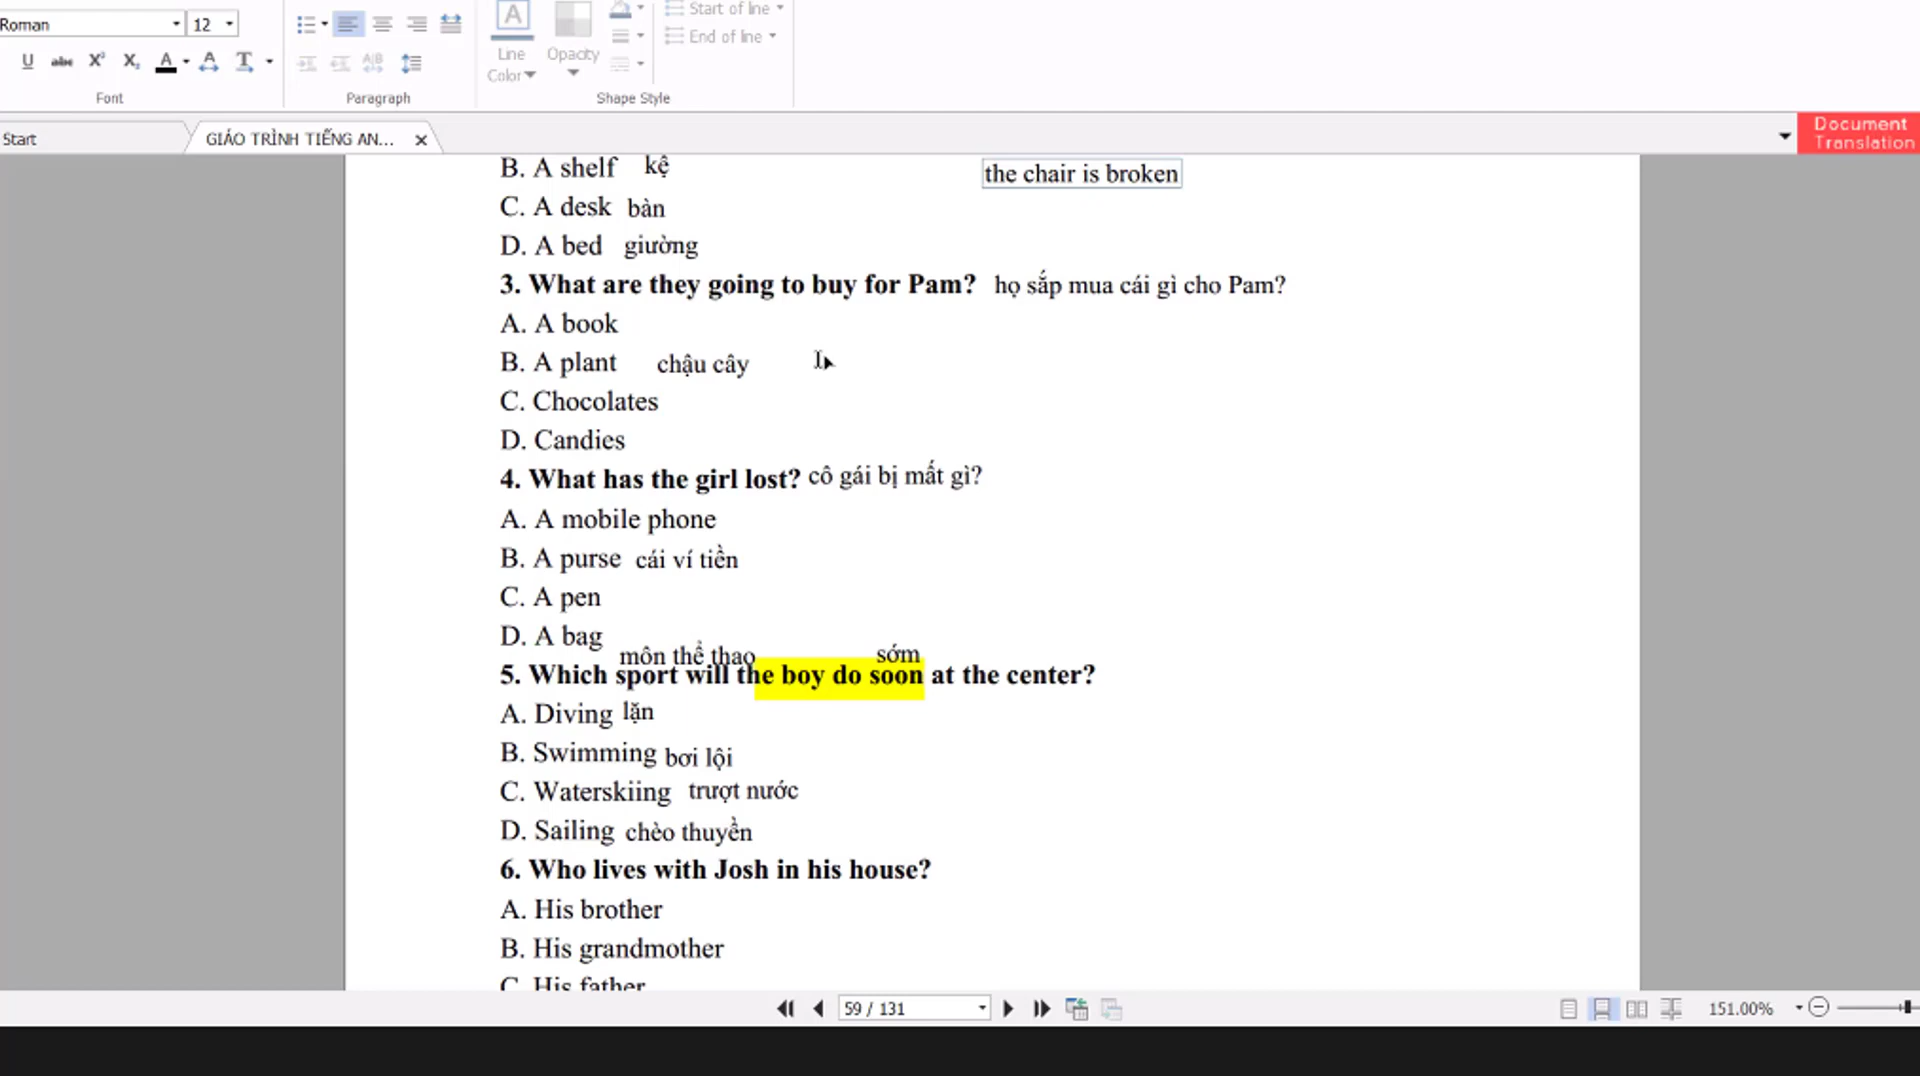 Roman
12
U abc X² X₂ A A T
A|B
A
Line
Color
Opacity
Start of line
End of line
Font
Paragraph
Shape Style
Start
GIÁO TRÌNH TIẾNG AN...
Document
Translation
B. A shelf kệ
the chair is broken
C. A desk bàn
D. A bed giường
3. What are they going to buy for Pam? họ sắp mua cái gì cho Pam?
A. A book
B. A plant chậu cây
C. Chocolates
D. Candies
4. What has the girl lost? cô gái bị mất gì?
A. A mobile phone
B. A purse cái ví tiền
C. A pen
D. A bag
môn thể thao sớm
5. Which sport will the boy do soon at the center?
A. Diving lặn
B. Swimming bơi lội
C. Waterskiing trượt nước
D. Sailing chèo thuyền
6. Who lives with Josh in his house?
A. His brother
B. His grandmother
C. His father
59 / 131
151.00%